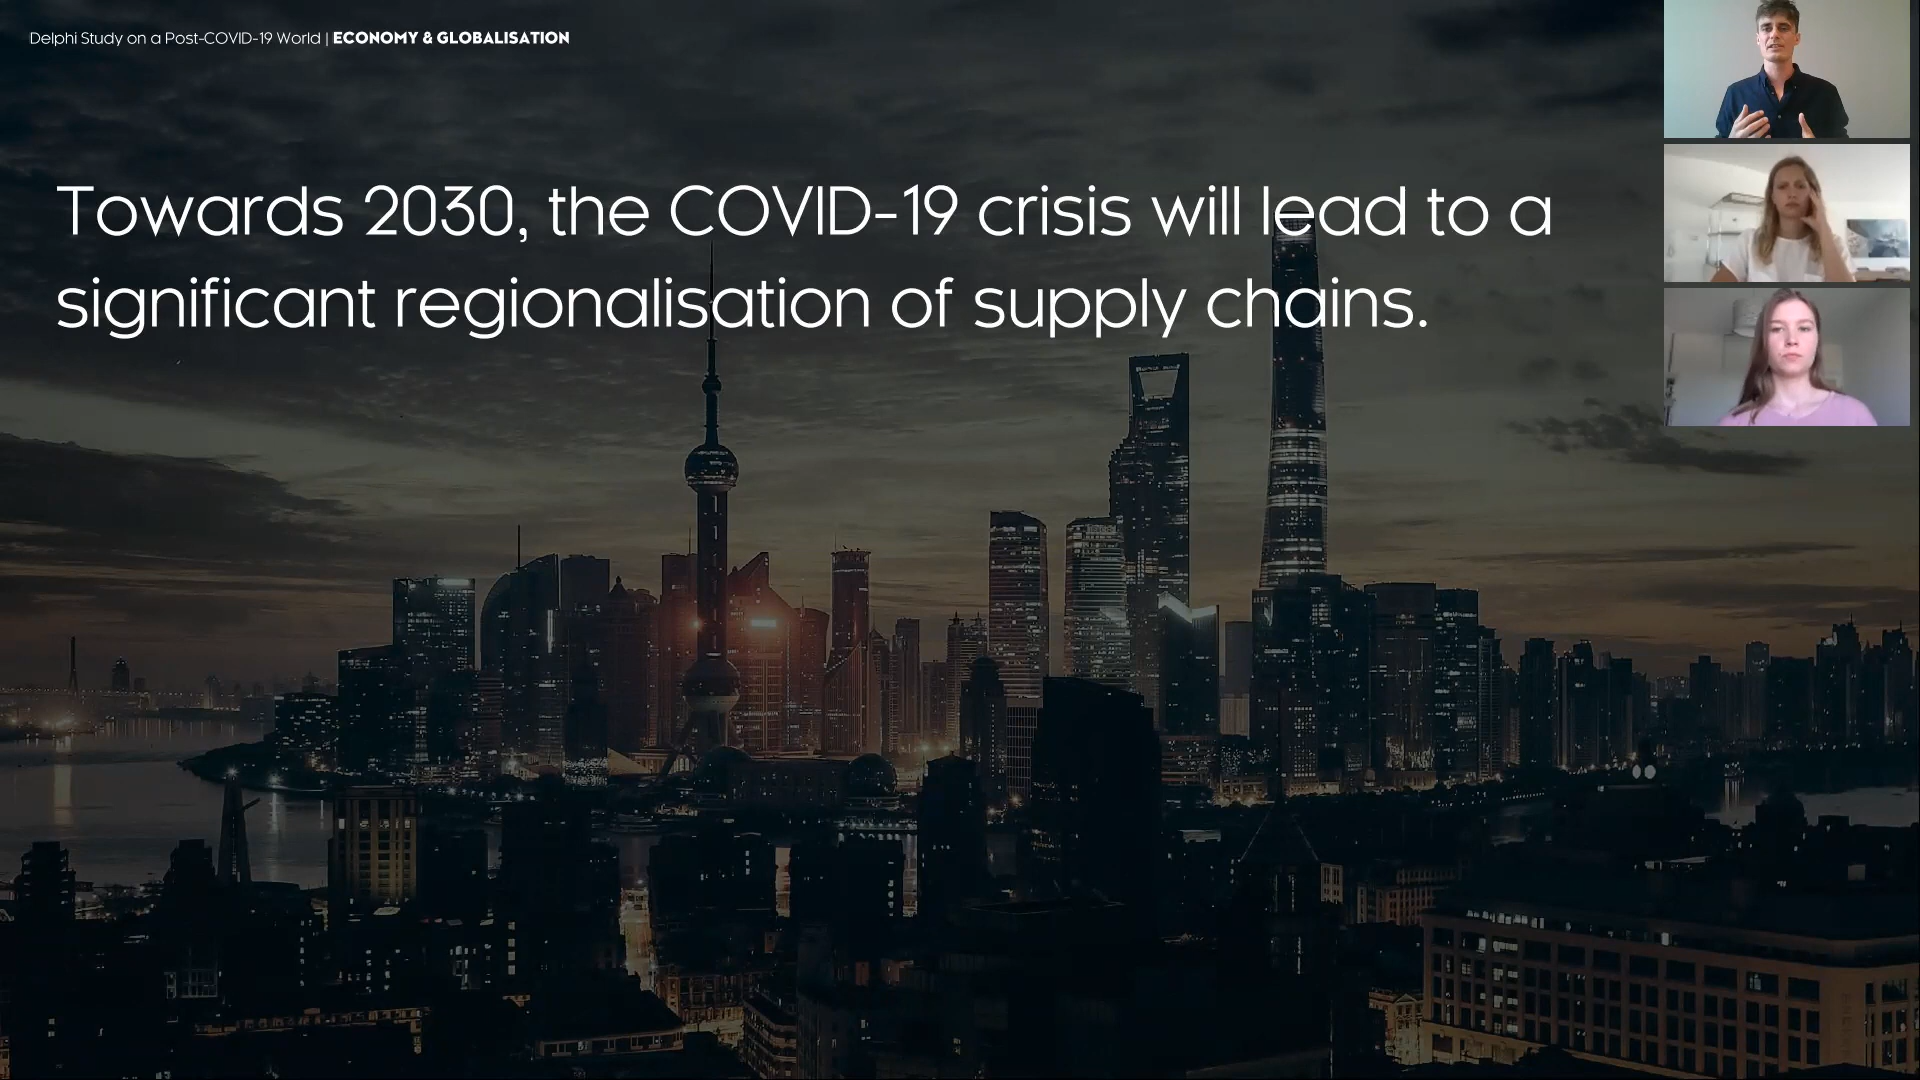 Delphi Study on a Post-COVID-19 World | ECONOMY & GLOBALISATION
Towards 2030, the COVID-19 crisis will lead to a
significant regionalisation of supply chains.